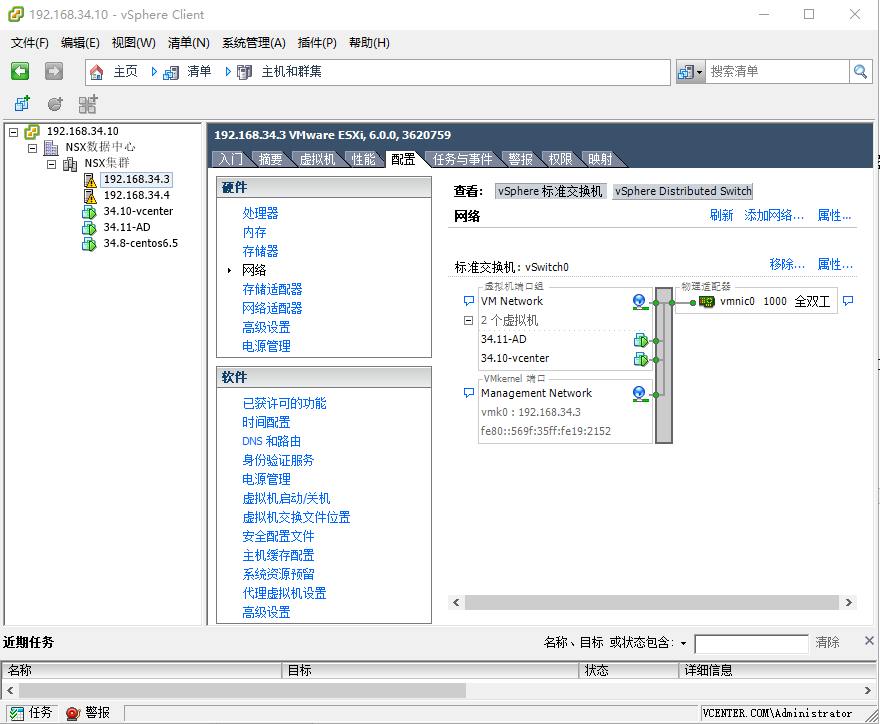 192.168.34.10 - vSphere Client
文件(F) 编辑(E) 视图(W) 清单(N) 系统管理(A) 插件(P) 帮助(H)
主页 清单 主机和群集 搜索清单
192.168.34.10
NSX数据中心
NSX集群
192.168.34.3
192.168.34.4
34.10-vcenter
34.11-AD
34.8-centos6.5
192.168.34.3 VMware ESXi, 6.0.0, 3620759
入门 摘要 虚拟机 性能 配置 任务与事件 警报 权限 映射
硬件
处理器
内存
存储器
网络
存储适配器
网络适配器
高级设置
电源管理
软件
已获许可的功能
时间配置
DNS 和路由
身份验证服务
电源管理
虚拟机启动/关机
虚拟机交换文件位置
安全配置文件
主机缓存配置
系统资源预留
代理虚拟机设置
高级设置
查看: vSphere 标准交换机 vSphere Distributed Switch
网络 刷新 添加网络... 属性...
标准交换机: vSwitch0 移除... 属性...
虚拟机端口组 物理适配器
VM Network vmnic0 1000 全双工
2 个虚拟机
34.11-AD
34.10-vcenter
VMkernel 端口
Management Network
vmk0 : 192.168.34.3
fe80::569f:35ff:fe19:2152
近期任务 名称、目标 或状态包含: 清除
名称 目标 状态 详细信息
任务 警报 VCENTER.COM\Administrator